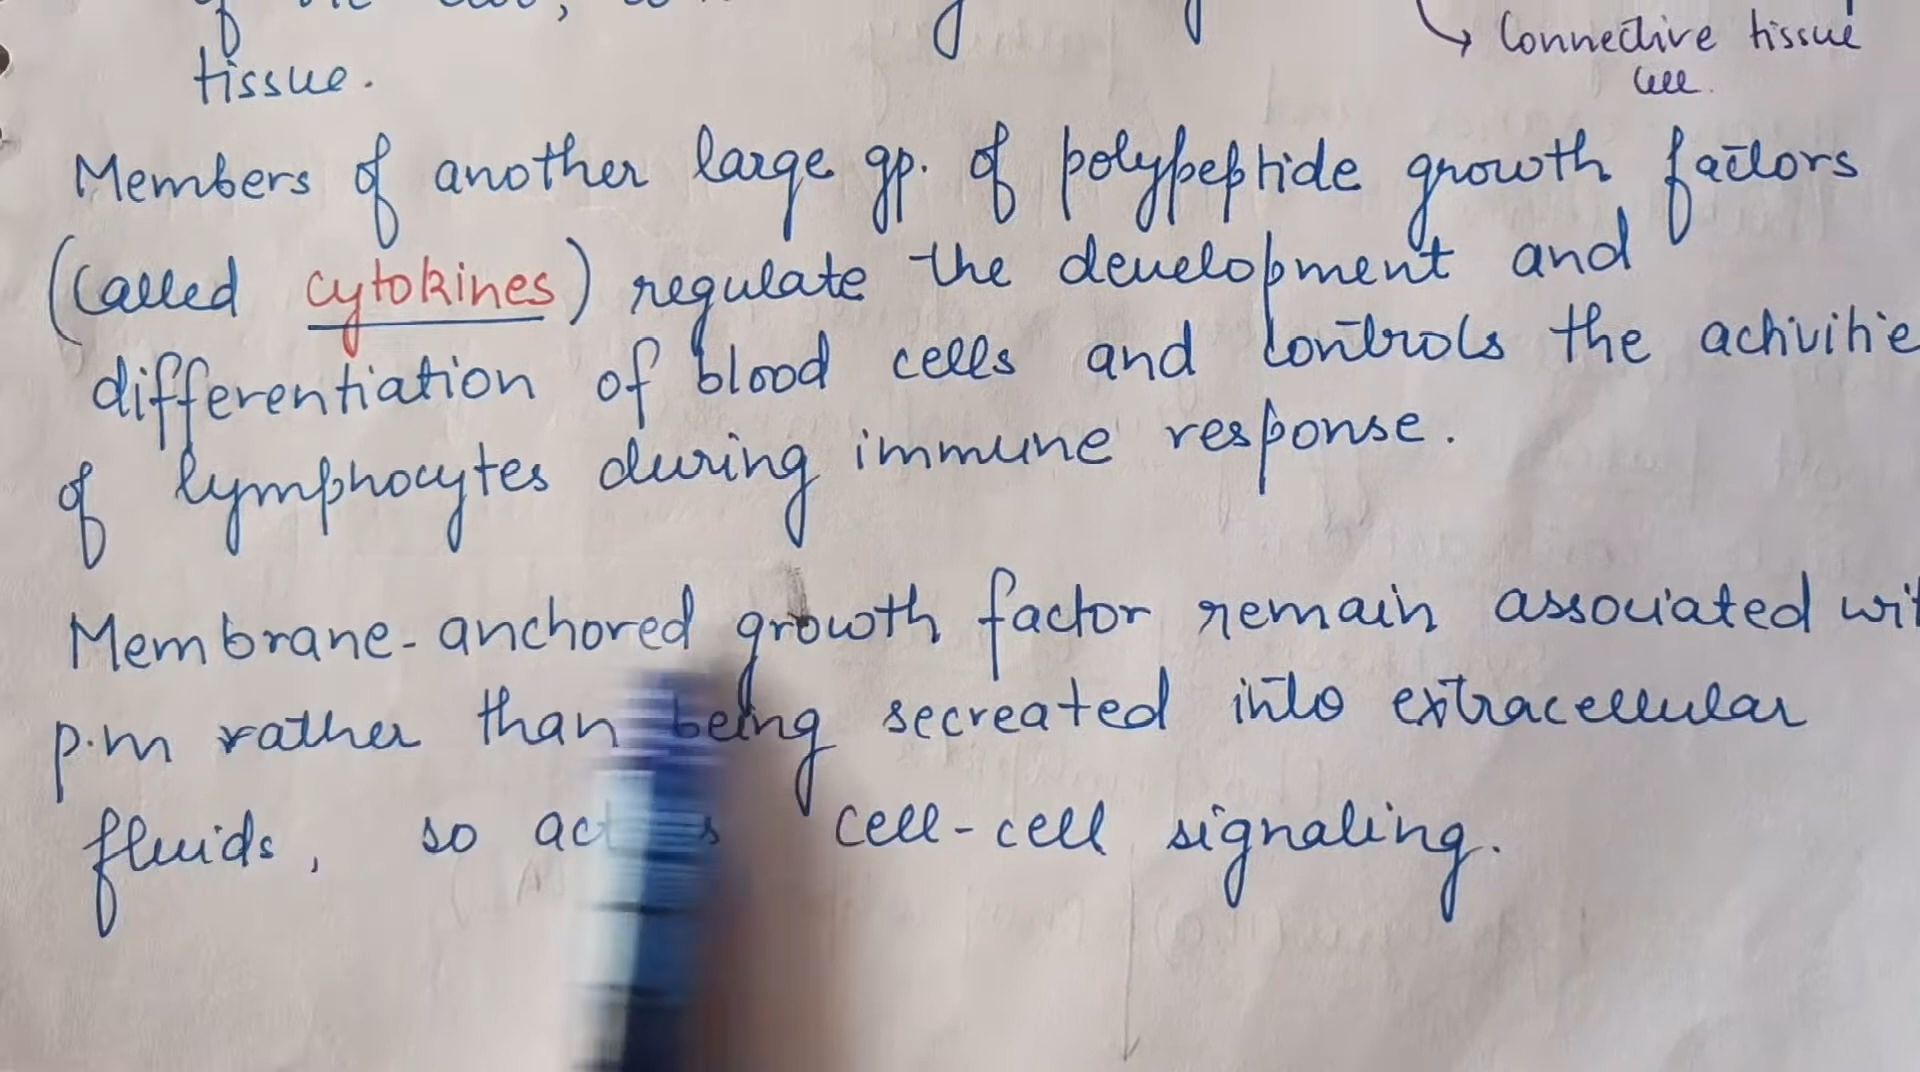 tissue.
→ Connective tissue
cell.
Members of another large gp. of polypeptide growth factors
(Called cytokines) regulate the development and
differentiation of blood cells and controls the activitie
of lymphocytes during immune response.
Membrane-anchored growth factor remain associated wit
p.m rather than being secreated into extracellular
fluids, so cell-cell signaling.